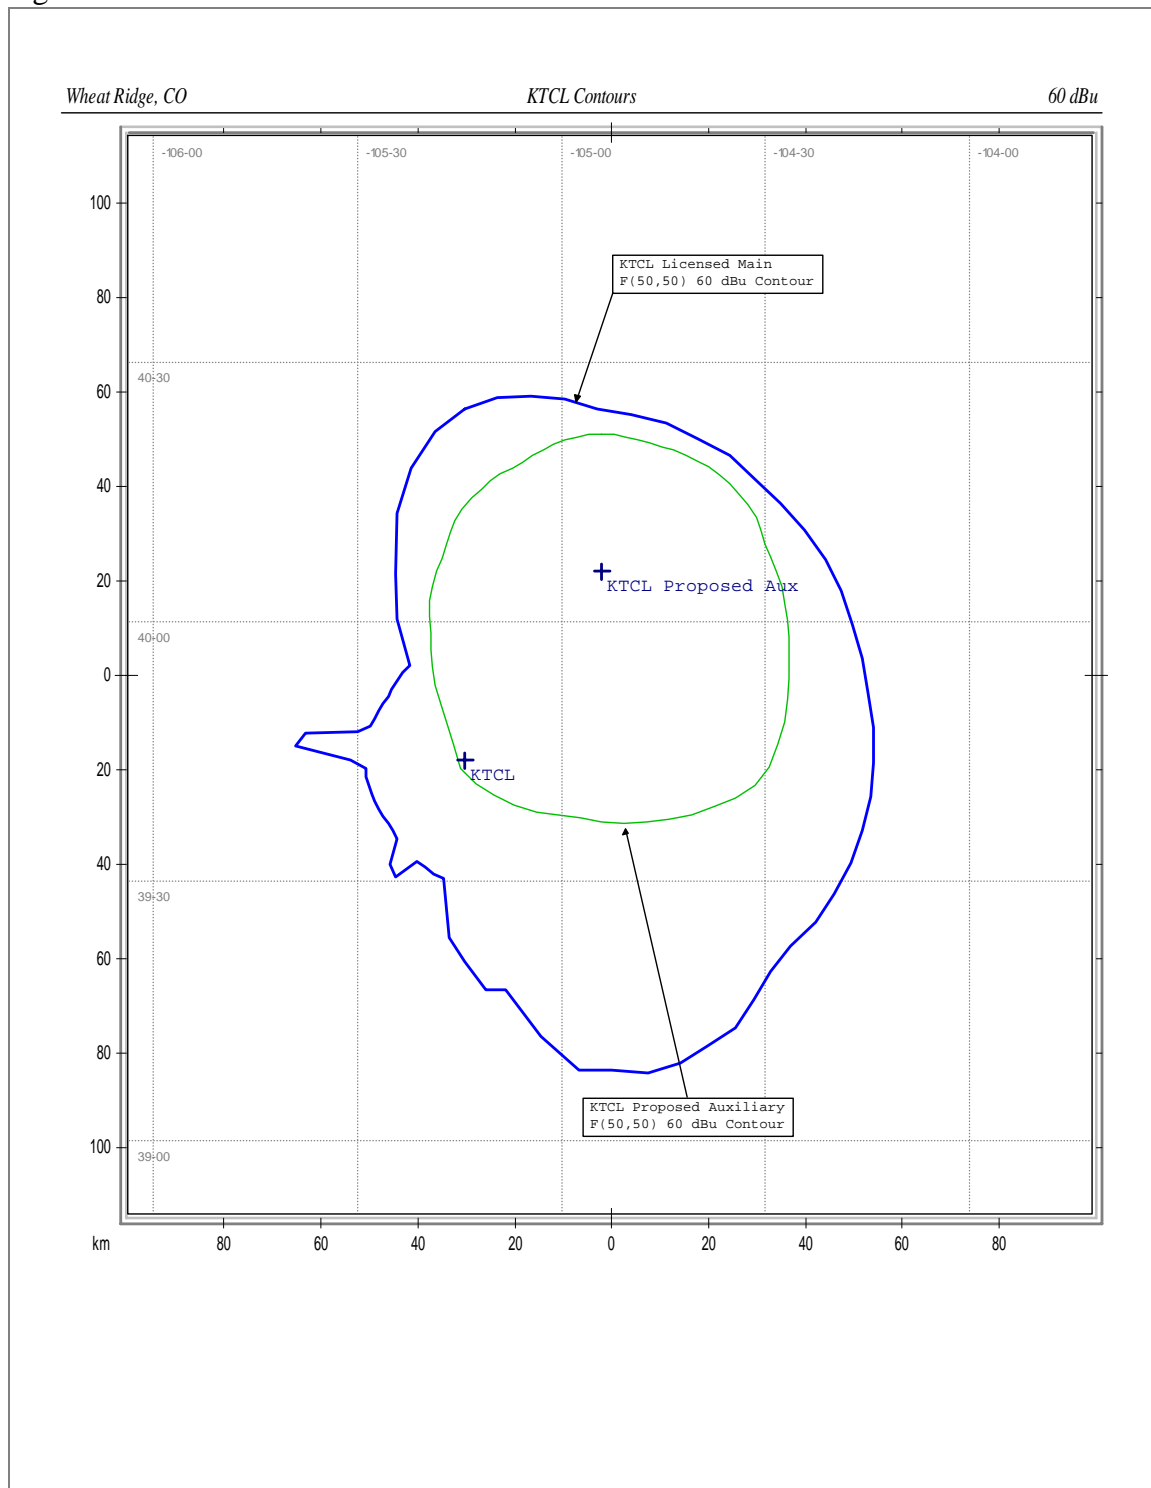 Wheat Ridge, CO KTCL Contours 60 dBu
-106-00 -105-30 -105-00 -104-30 -104-00
100
KTCL Licensed Main
F(50,50) 60 dBu Contour
80
40-30
60
40
20
KTCL Proposed Aux
40-00
0
20
KTCL
40
39-30
60
80
KTCL Proposed Auxiliary
F(50,50) 60 dBu Contour
100
39-00
km 80 60 40 20 0 20 40 60 80